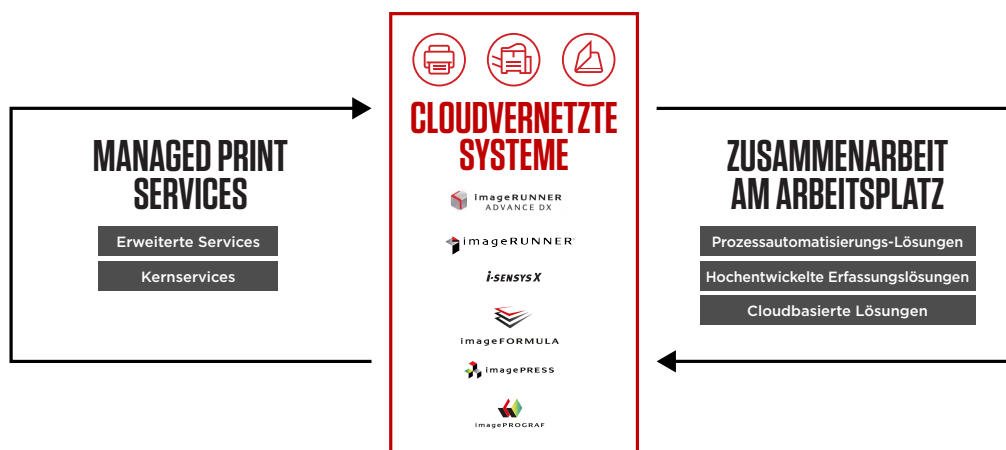 MANAGED PRINT
SERVICES
Erweiterte Services
Kernservices
CLOUDVERNETZTE
SYSTEME
imageRUNNER
ADVANCE DX
imageRUNNER
i-SENSYS X
imageFORMULA
imagePRESS
imagePROGRAF
ZUSAMMENARBEIT
AM ARBEITSPLATZ
Prozessautomatisierungs-Lösungen
Hochentwickelte Erfassungslösungen
Cloudbasierte Lösungen